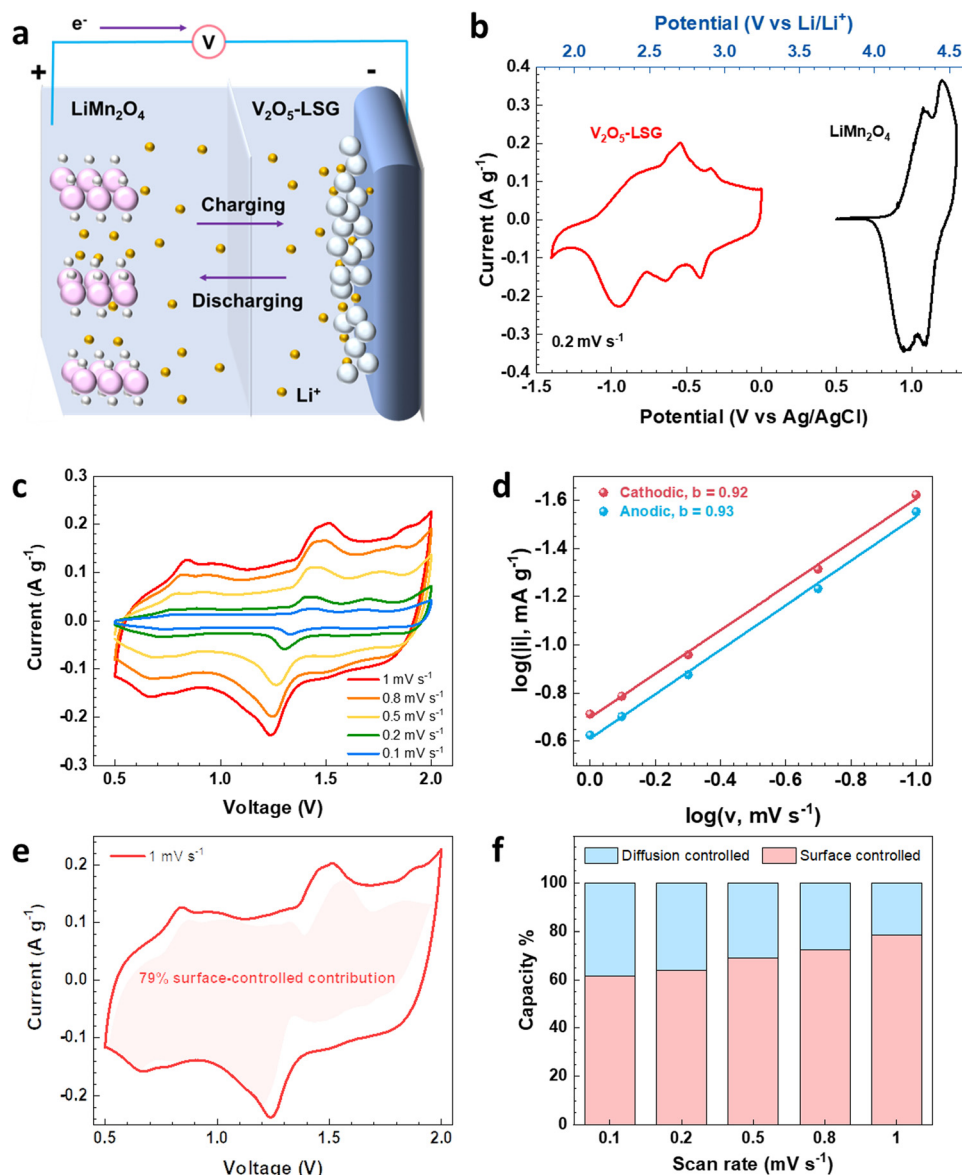 a
e⁻
V
+
-
LiMn₂O₄
V₂O₅-LSG
Charging
Discharging
Li⁺
b
Potential (V vs Li/Li⁺)
2.0 2.5 3.0 3.5 4.0 4.5
0.4
0.3
0.2
0.1
0.0
-0.1
-0.2
-0.3
-0.4
Current (A g⁻¹)
V₂O₅-LSG
LiMn₂O₄
0.2 mV s⁻¹
-1.5 -1.0 -0.5 0.0 0.5 1.0
Potential (V vs Ag/AgCl)
c
0.3
0.2
0.1
0.0
-0.1
-0.2
-0.3
Current (A g⁻¹)
1 mV s⁻¹
0.8 mV s⁻¹
0.5 mV s⁻¹
0.2 mV s⁻¹
0.1 mV s⁻¹
0.5 1.0 1.5 2.0
Voltage (V)
d
Cathodic, b = 0.92
Anodic, b = 0.93
-1.6
-1.4
-1.2
-1.0
-0.8
-0.6
log(|i|, mA g⁻¹)
0.0 -0.2 -0.4 -0.6 -0.8 -1.0
log(v, mV s⁻¹)
e
1 mV s⁻¹
0.2
0.1
0.0
-0.1
-0.2
Current (A g⁻¹)
79% surface-controlled contribution
0.5 1.0 1.5 2.0
Voltage (V)
f
Diffusion controlled
Surface controlled
100
80
60
40
20
0
Capacity %
0.1 0.2 0.5 0.8 1
Scan rate (mV s⁻¹)